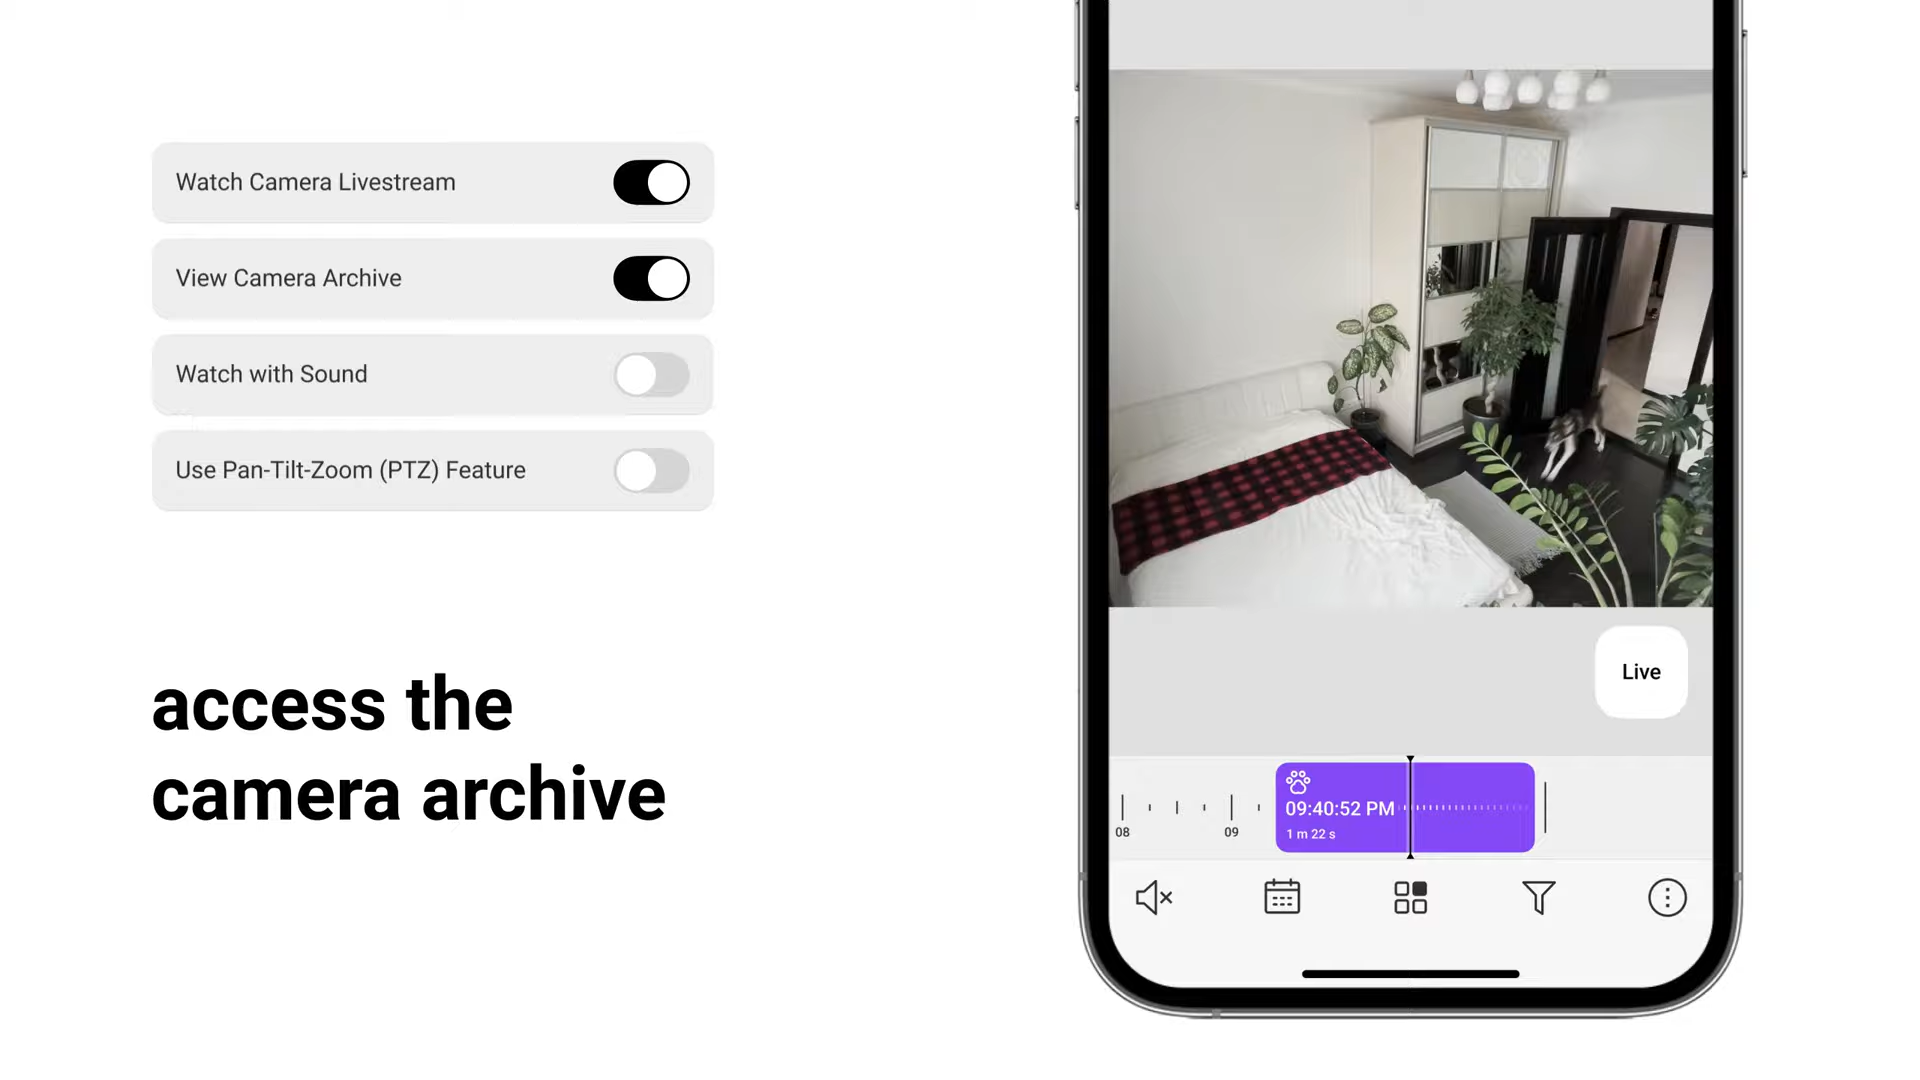 Watch Camera Livestream
View Camera Archive
Watch with Sound
Use Pan-Tilt-Zoom (PTZ) Feature
access the
camera archive
Live
09:40:52 PM
1 m 22 s
08
09